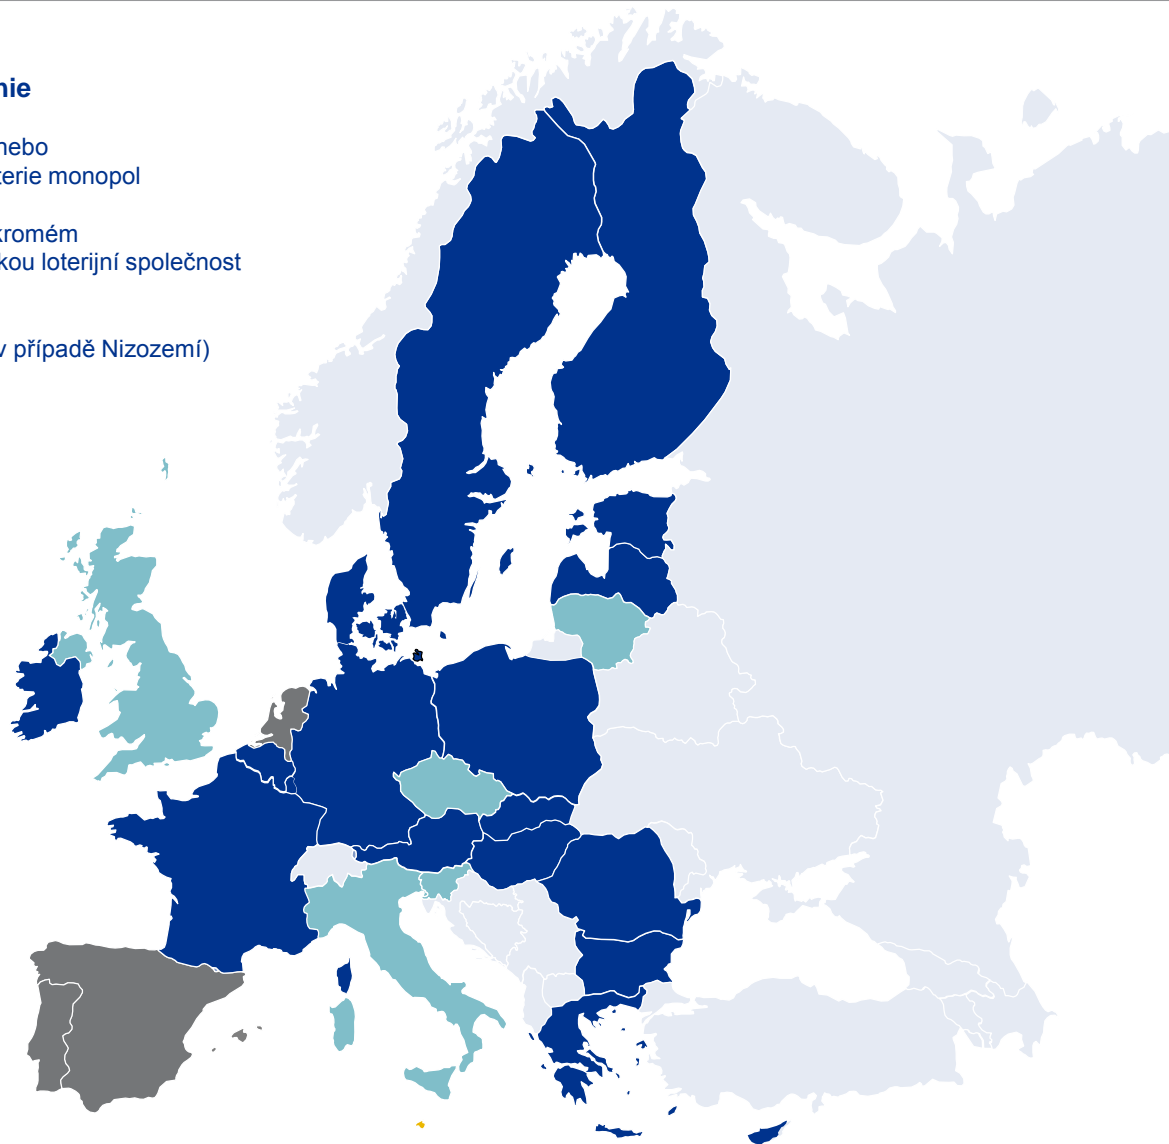 nie
nebo
terie monopol
kromém
kou loterijní společnost
v případě Nizozemí)